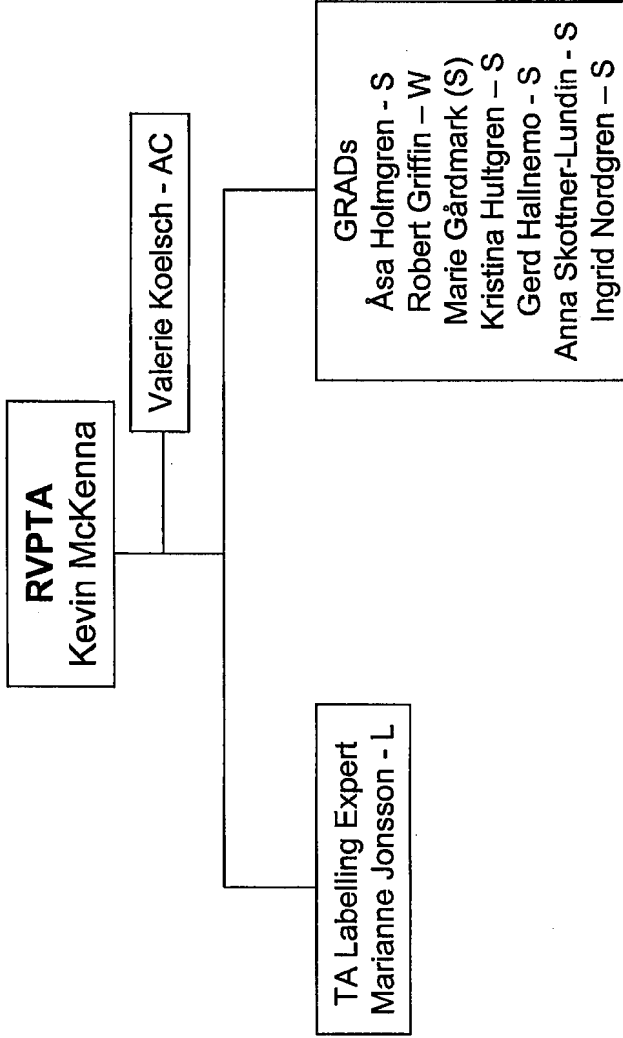 RVPTA
Kevin McKenna
Valerie Koelsch - AC
TA Labelling Expert
Marianne Jonsson - L
GRADs
Åsa Holmgren - S
Robert Griffin – W
Marie Gårdmark (S)
Kristina Hultgren – S
Gerd Hallnemo - S
Anna Skottner-Lundin - S
Ingrid Nordgren – S